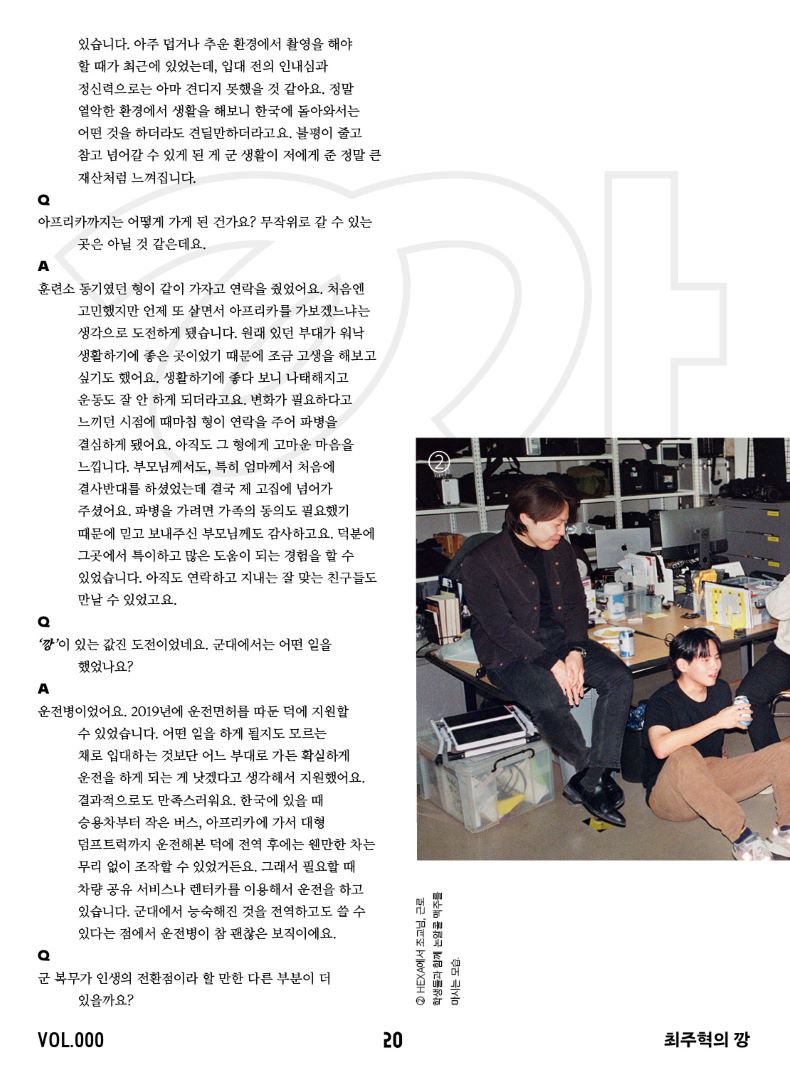 있습니다. 아주 덥거나 추운 환경에서 촬영을 해야
할 때가 최근에 있었는데, 입대 전의 인내심과
정신력으로는 아마 견디지 못했을 것 같아요. 정말
열악한 환경에서 생활을 해보니 한국에 돌아와서는
어떤 것을 하더라도 견딜만하더라고요. 불평이 줄고
참고 넘어갈 수 있게 된 게 군 생활이 저에게 준 정말 큰
재산처럼 느껴집니다.
Q
아프리카까지는 어떻게 가게 된 건가요? 무작위로 갈 수 있는
곳은 아닐 것 같은데요.
A
훈련소 동기였던 형이 같이 가자고 연락을 줬었어요. 처음엔
고민했지만 언제 또 살면서 아프리카를 가보겠느냐는
생각으로 도전하게 됐습니다. 원래 있던 부대가 워낙
생활하기에 좋은 곳이었기 때문에 조금 고생을 해보고
싶기도 했어요. 생활하기에 좋다 보니 나태해지고
운동도 잘 안 하게 되더라고요. 변화가 필요하다고
느끼던 시점에 때마침 형이 연락을 주어 파병을
결심하게 됐어요. 아직도 그 형에게 고마운 마음을
느낍니다. 부모님께서도, 특히 엄마께서 처음에
결사반대를 하셨었는데 결국 제 고집에 넘어가
주셨어요. 파병을 가려면 가족의 동의도 필요했기
때문에 믿고 보내주신 부모님께도 감사하고요. 덕분에
그곳에서 특이하고 많은 도움이 되는 경험을 할 수
있었습니다. 아직도 연락하고 지내는 잘 맞는 친구들도
만날 수 있었고요.
Q
‘깡’이 있는 값진 도전이었네요. 군대에서는 어떤 일을
했었나요?
A
운전병이었어요. 2019년에 운전면허를 따둔 덕에 지원할
수 있었습니다. 어떤 일을 하게 될지도 모르는
채로 입대하는 것보단 어느 부대로 가든 확실하게
운전을 하게 되는 게 낫겠다고 생각해서 지원했어요.
결과적으로도 만족스러워요. 한국에 있을 때
승용차부터 작은 버스, 아프리카에 가서 대형
덤프트럭까지 운전해본 덕에 전역 후에는 웬만한 차는
무리 없이 조작할 수 있었거든요. 그래서 필요할 때
차량 공유 서비스나 렌터카를 이용해서 운전을 하고
있습니다. 군대에서 능숙해진 것을 전역하고도 쓸 수
있다는 점에서 운전병이 참 괜찮은 보직이에요.
Q
군 복무가 인생의 전환점이라 할 만한 다른 부분이 더
있을까요?
②
② HEXA에서 조교님, 근로
학생들과 함께 논알콜 맥주를
마시는 모습.
VOL.000
20
최주혁의 깡